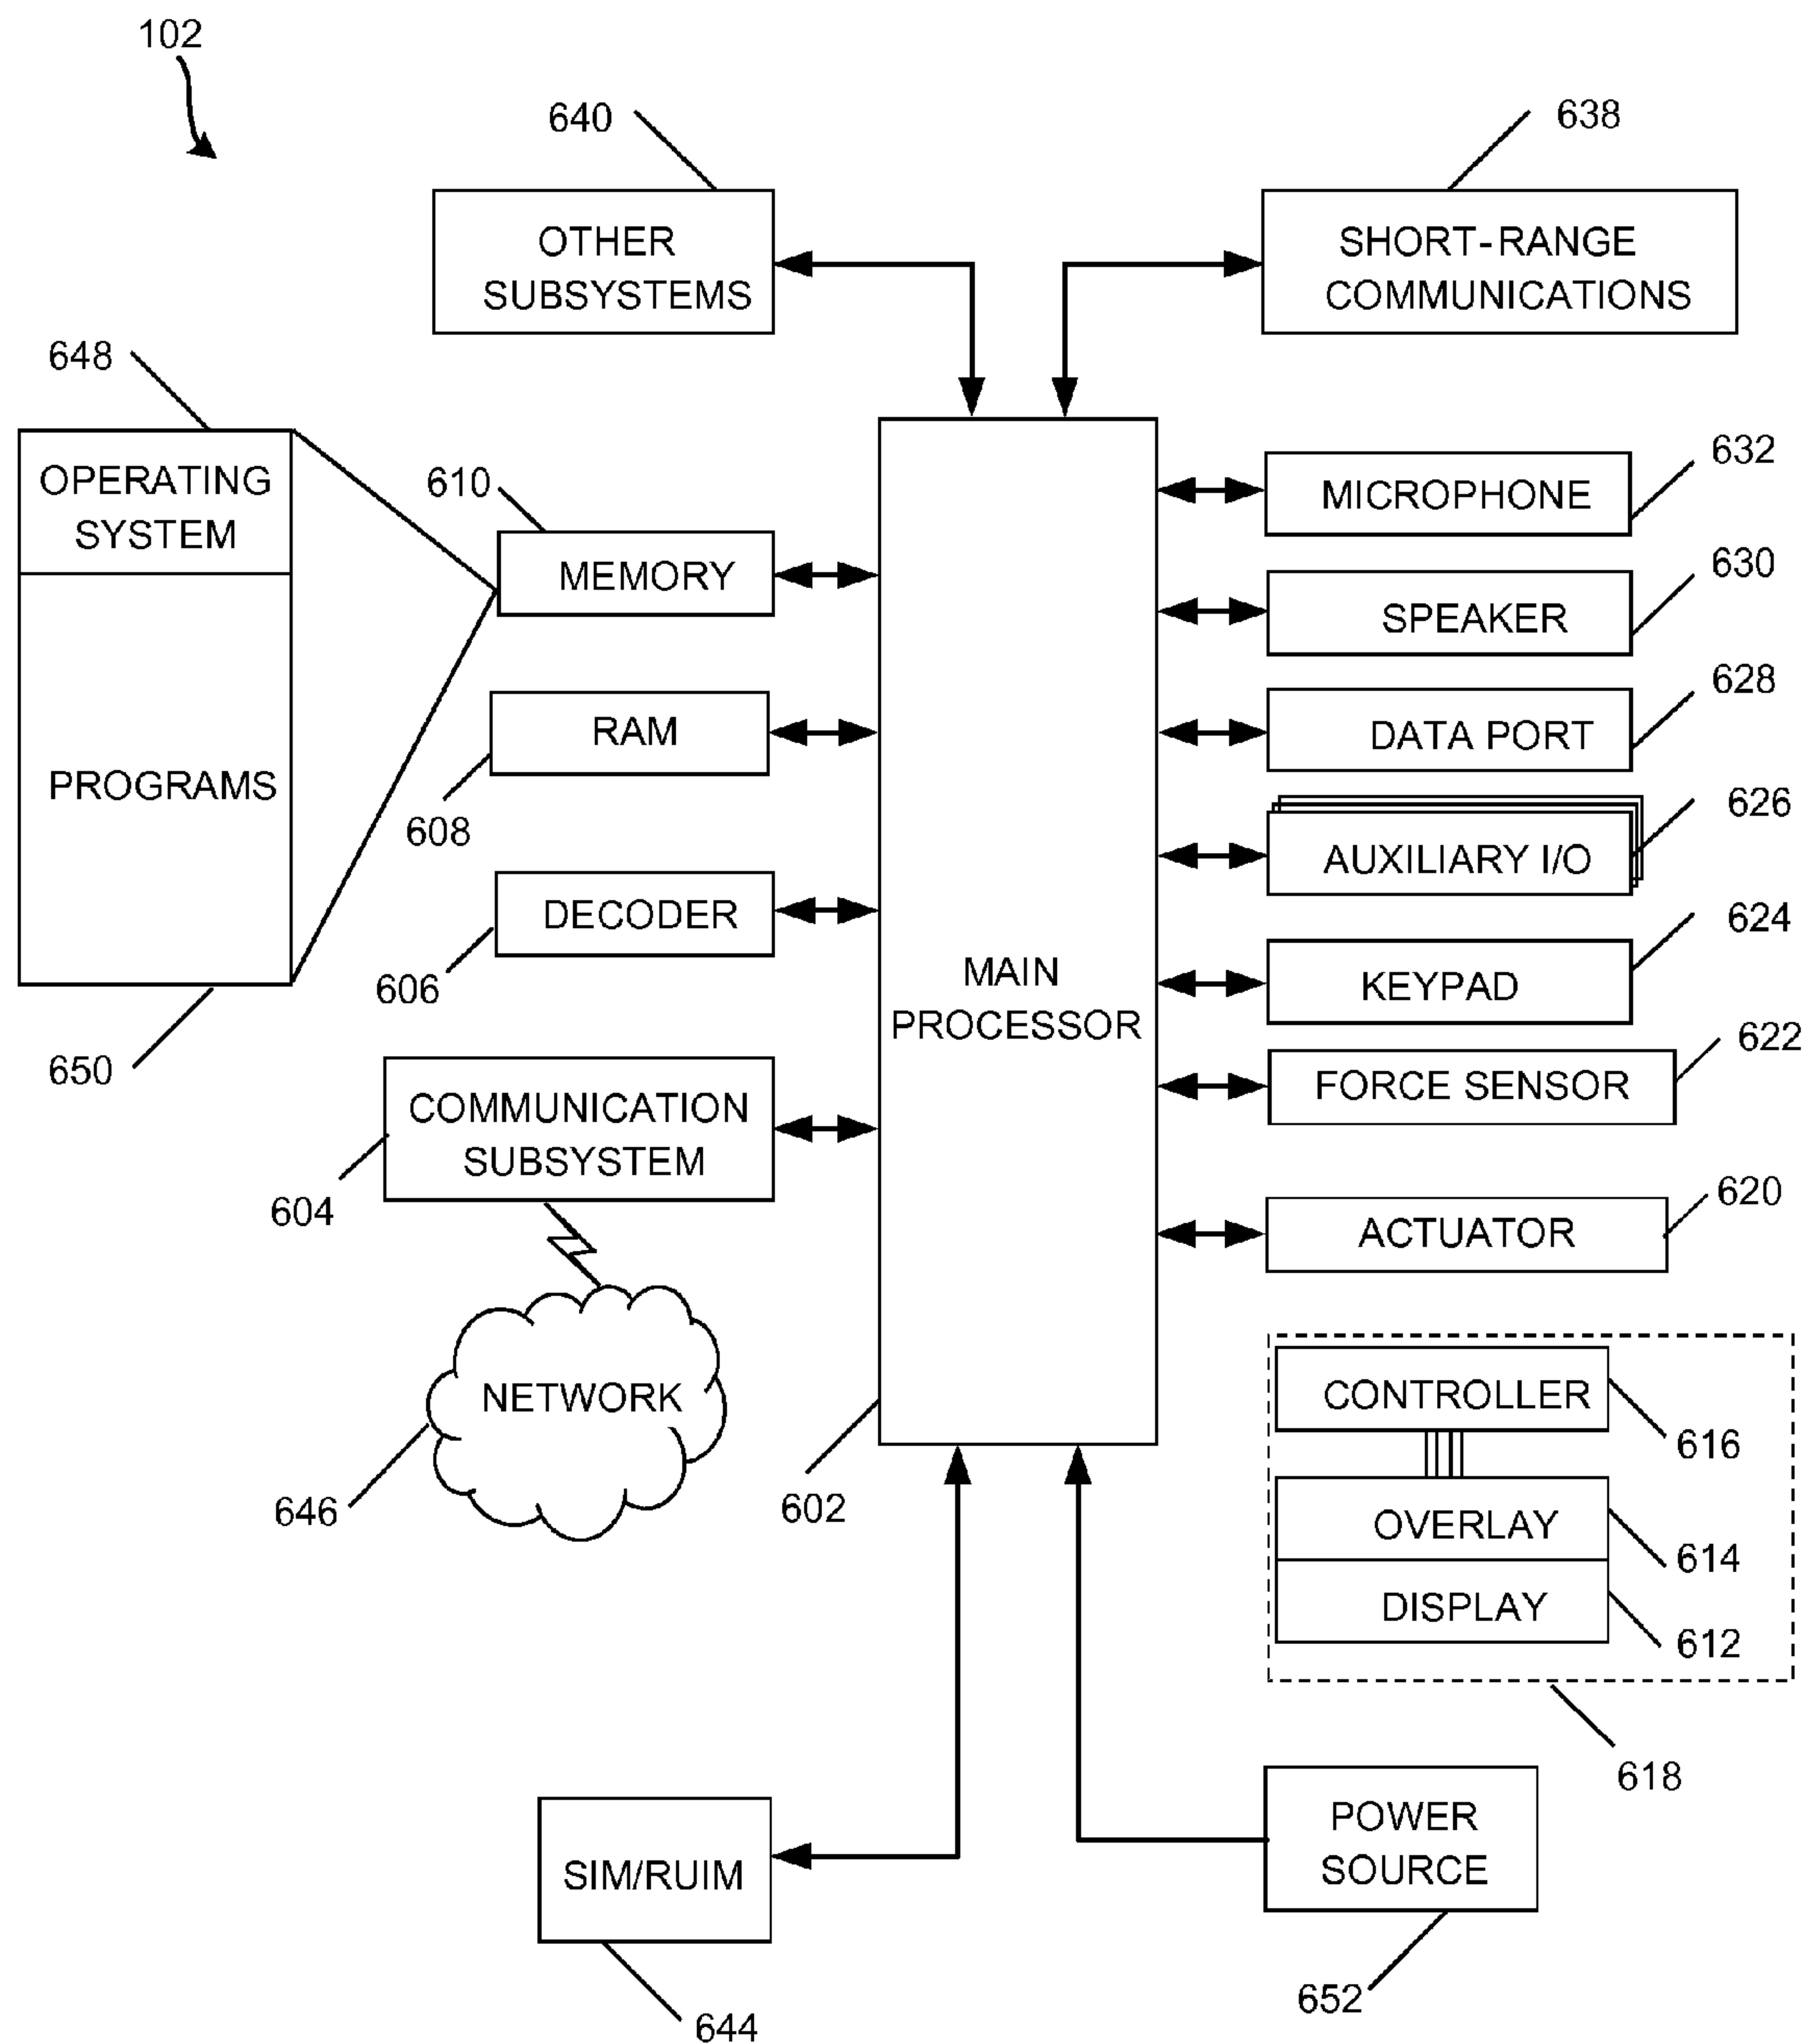 102
640
638
OTHER
SUBSYSTEMS
SHORT-RANGE
COMMUNICATIONS
648
OPERATING
SYSTEM
PROGRAMS
650
610
MEMORY
RAM
608
DECODER
606
COMMUNICATION
SUBSYSTEM
604
NETWORK
646
MAIN
PROCESSOR
602
632
MICROPHONE
630
SPEAKER
628
DATA PORT
626
AUXILIARY I/O
624
KEYPAD
622
FORCE SENSOR
620
ACTUATOR
CONTROLLER
616
OVERLAY
614
DISPLAY
612
618
SIM/RUIM
644
POWER
SOURCE
652